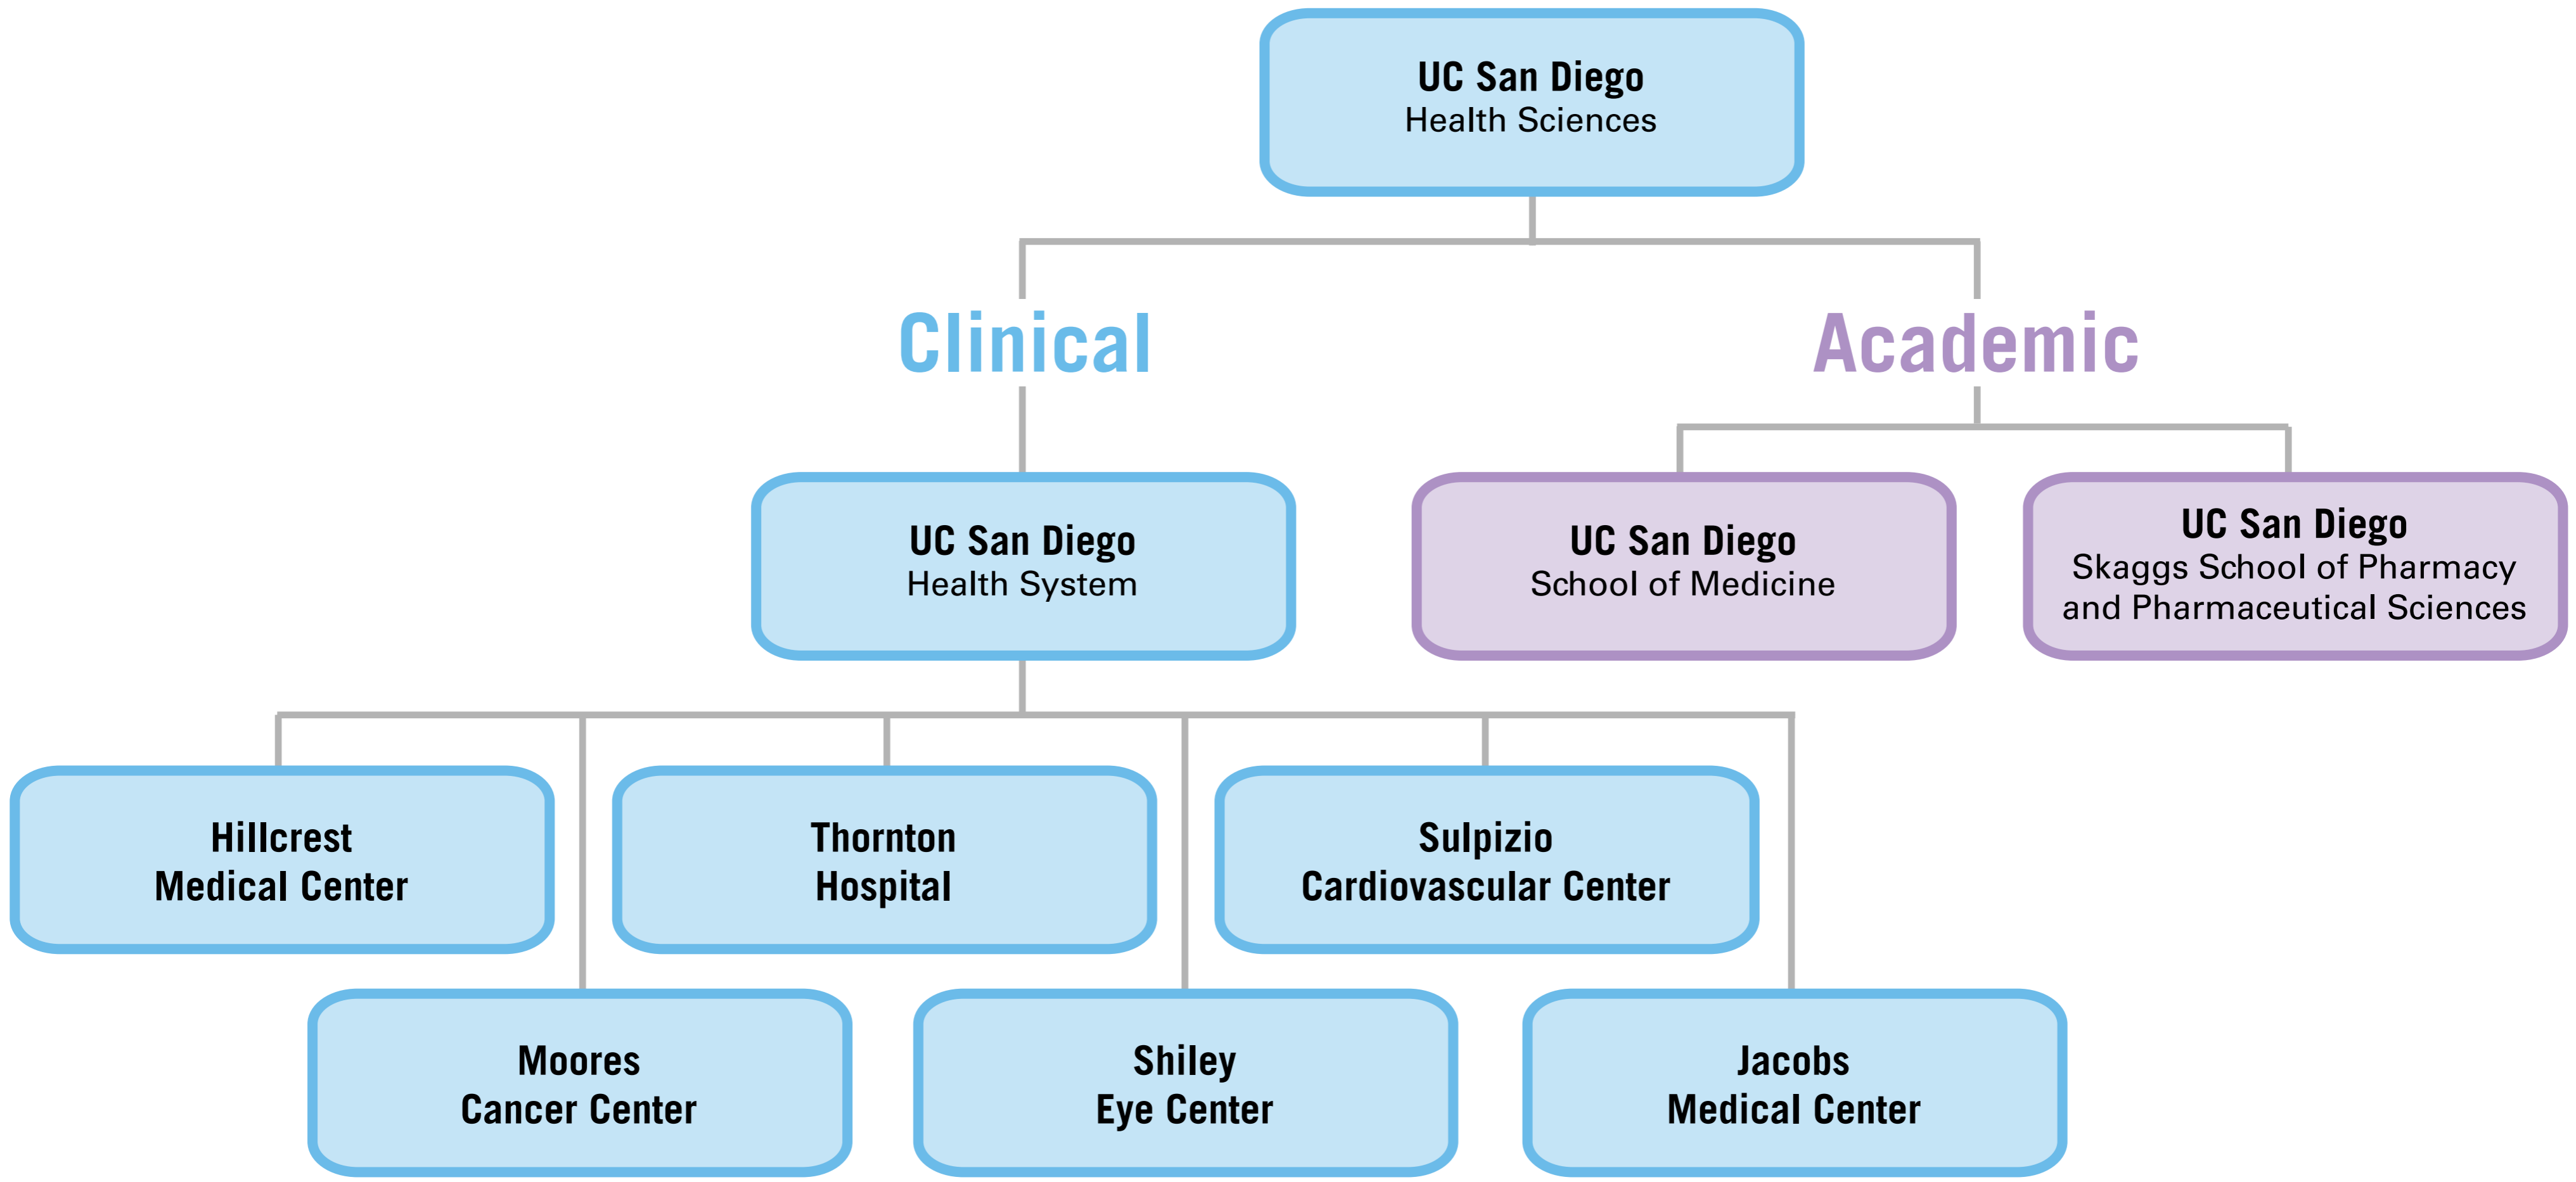 UC San Diego
Health Sciences
Clinical
Academic
UC San Diego
Health System
UC San Diego
School of Medicine
UC San Diego
Skaggs School of Pharmacy
and Pharmaceutical Sciences
Hillcrest
Medical Center
Thornton
Hospital
Sulpizio
Cardiovascular Center
Moores
Cancer Center
Shiley
Eye Center
Jacobs
Medical Center